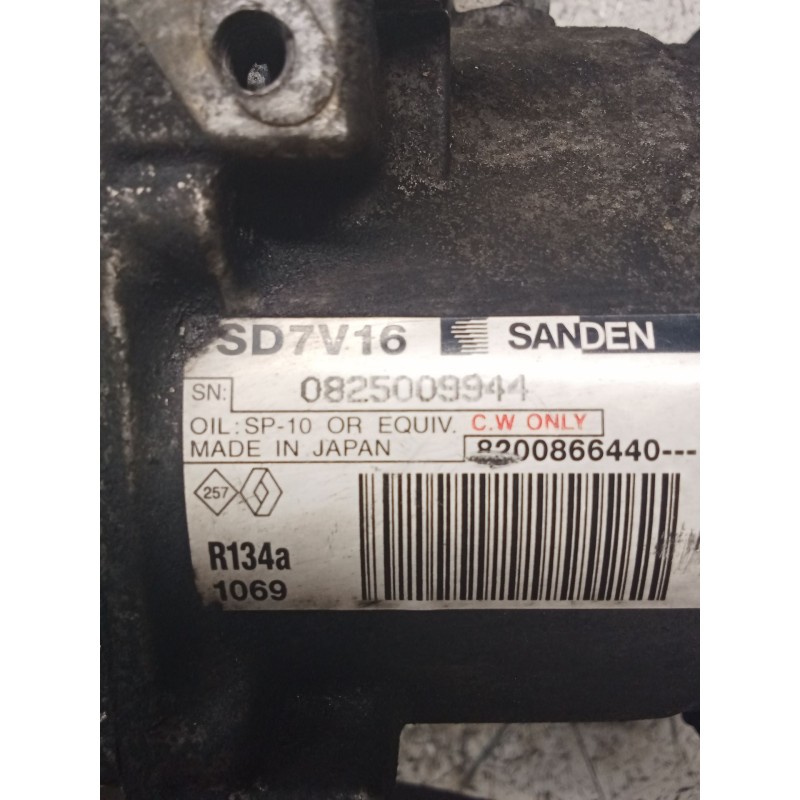 SD7V16 SANDEN
SN: 0825009944
OIL: SP-10 OR EQUIV. C.W ONLY
MADE IN JAPAN 8200866440---
257
R134a
1069